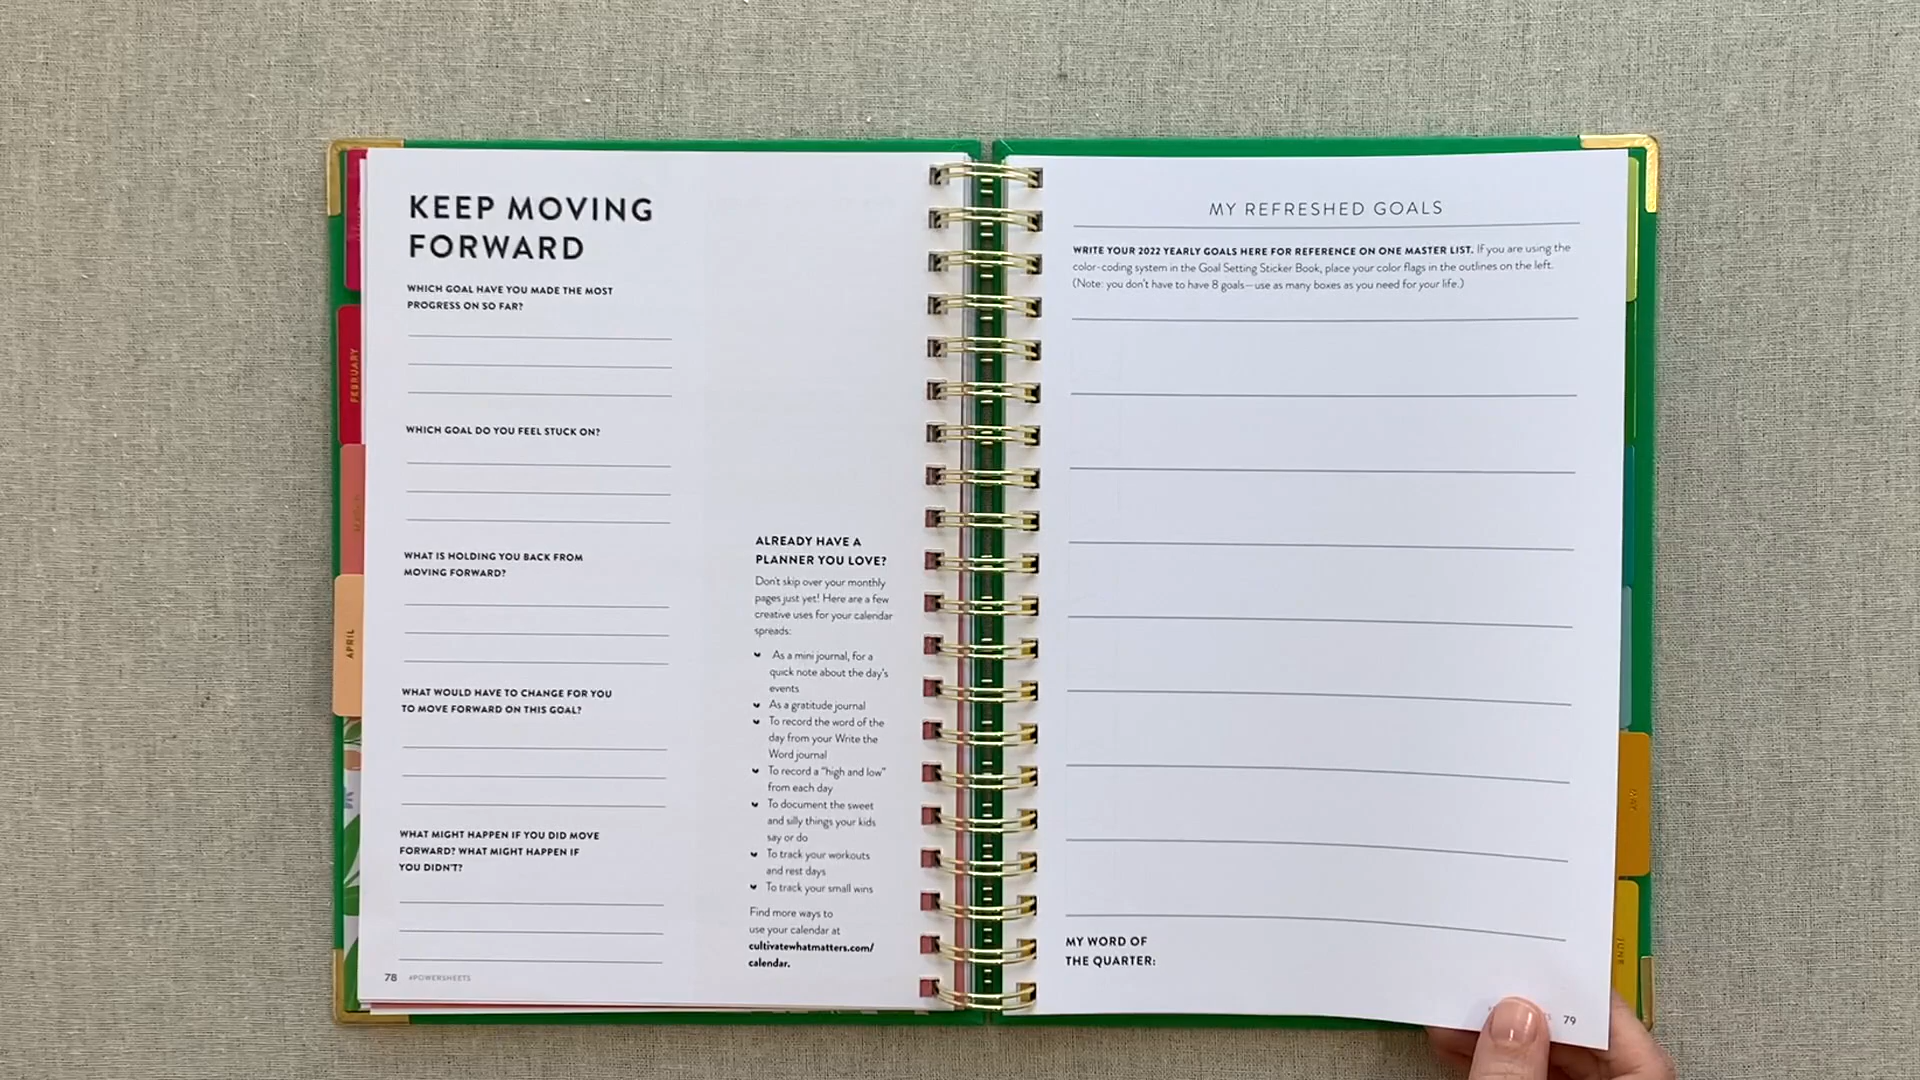 KEEP MOVING
FORWARD
WHICH GOAL HAVE YOU MADE THE MOST
PROGRESS ON SO FAR?
WHICH GOAL DO YOU FEEL STUCK ON?
WHAT IS HOLDING YOU BACK FROM
MOVING FORWARD?
WHAT WOULD HAVE TO CHANGE FOR YOU
TO MOVE FORWARD ON THIS GOAL?
WHAT MIGHT HAPPEN IF YOU DID MOVE
FORWARD? WHAT MIGHT HAPPEN IF
YOU DIDN'T?
78 #POWERSHEETS
ALREADY HAVE A
PLANNER YOU LOVE?
Don't skip over your monthly
pages just yet! Here are a few
creative uses for your calendar
spreads:
As a mini journal, for a
quick note about the day's
events
As a gratitude journal
To record the word of the
day from your Write the
Word journal
To record a "high and low"
from each day
To document the sweet
and silly things your kids
say or do
To track your workouts
and rest days
To track your small wins
Find more ways to
use your calendar at
cultivatewhatmatters.com/
calendar.
MY REFRESHED GOALS
WRITE YOUR 2022 YEARLY GOALS HERE FOR REFERENCE ON ONE MASTER LIST. If you are using the
color-coding system in the Goal Setting Sticker Book, place your color flags in the outlines on the left.
(Note: you don't have to have 8 goals—use as many boxes as you need for your life.)
MY WORD OF
THE QUARTER:
79
FEBRUARY
MARCH
APRIL
MAY
JUNE